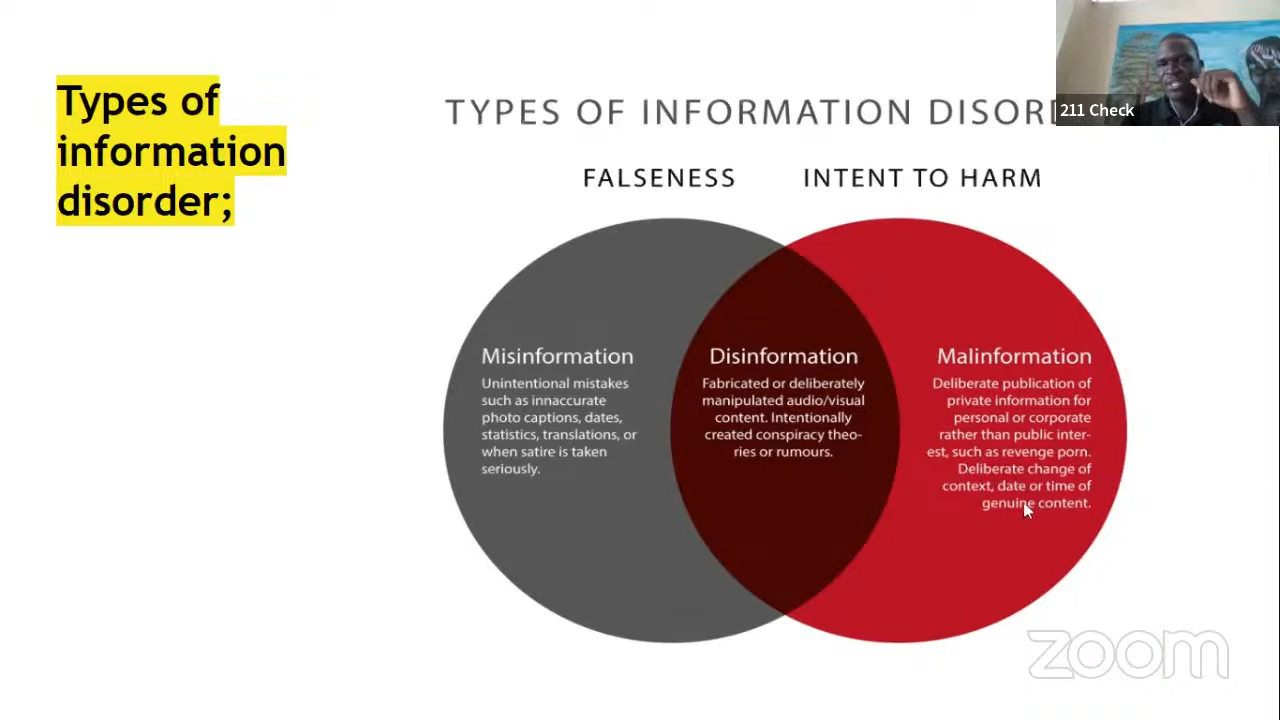 Types of
information
disorder;
TYPES OF INFORMATION DISOR
211 Check
FALSENESS
INTENT TO HARM
Misinformation
Unintentional mistakes
such as innaccurate
photo captions, dates,
statistics, translations, or
when satire is taken
seriously.
Disinformation
Fabricated or deliberately
manipulated audio/visual
content. Intentionally
created conspiracy theo-
ries or rumours.
Malinformation
Deliberate publication of
private information for
personal or corporate
rather than public inter-
est, such as revenge porn.
Deliberate change of
context, date or time of
genuine content.
zoom